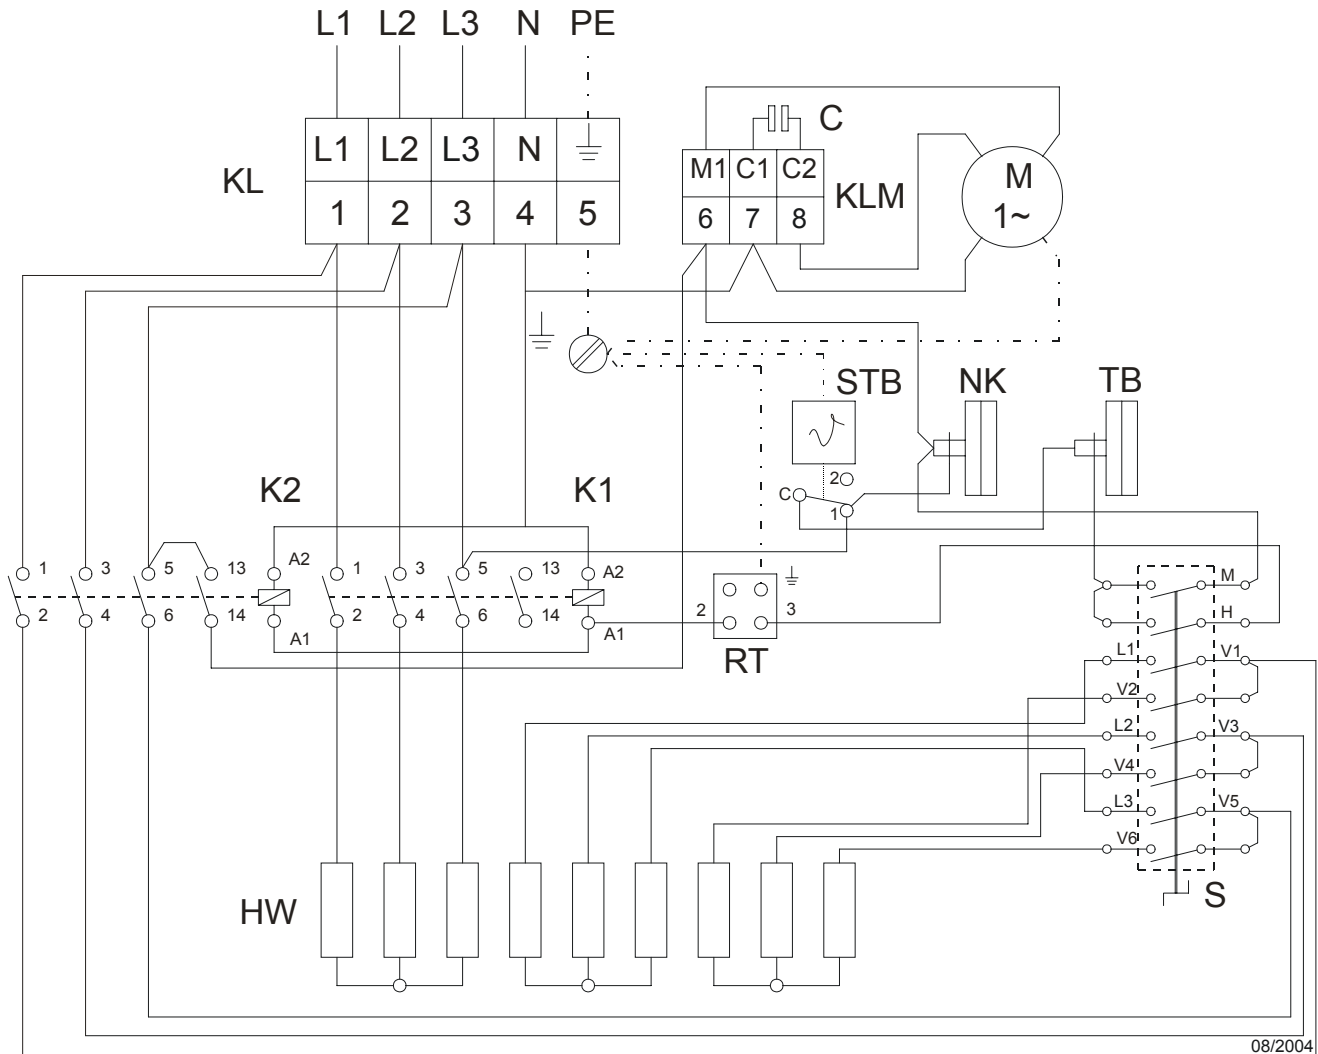 L1 L2 L3 N PE
C
L1 L2 L3 N
M1 C1 C2
M
1~
KL
KLM
1 2 3 4 5
6 7 8
STB NK TB
2
C
1
K2 K1
1 3 5 13 A2 1 3 5 13 A2
2 4 6 14 A1 2 4 6 14 A1
2 3
RT
M
H
L1 V1
V2
L2 V3
V4
L3 V5
V6
S
HW
08/2004